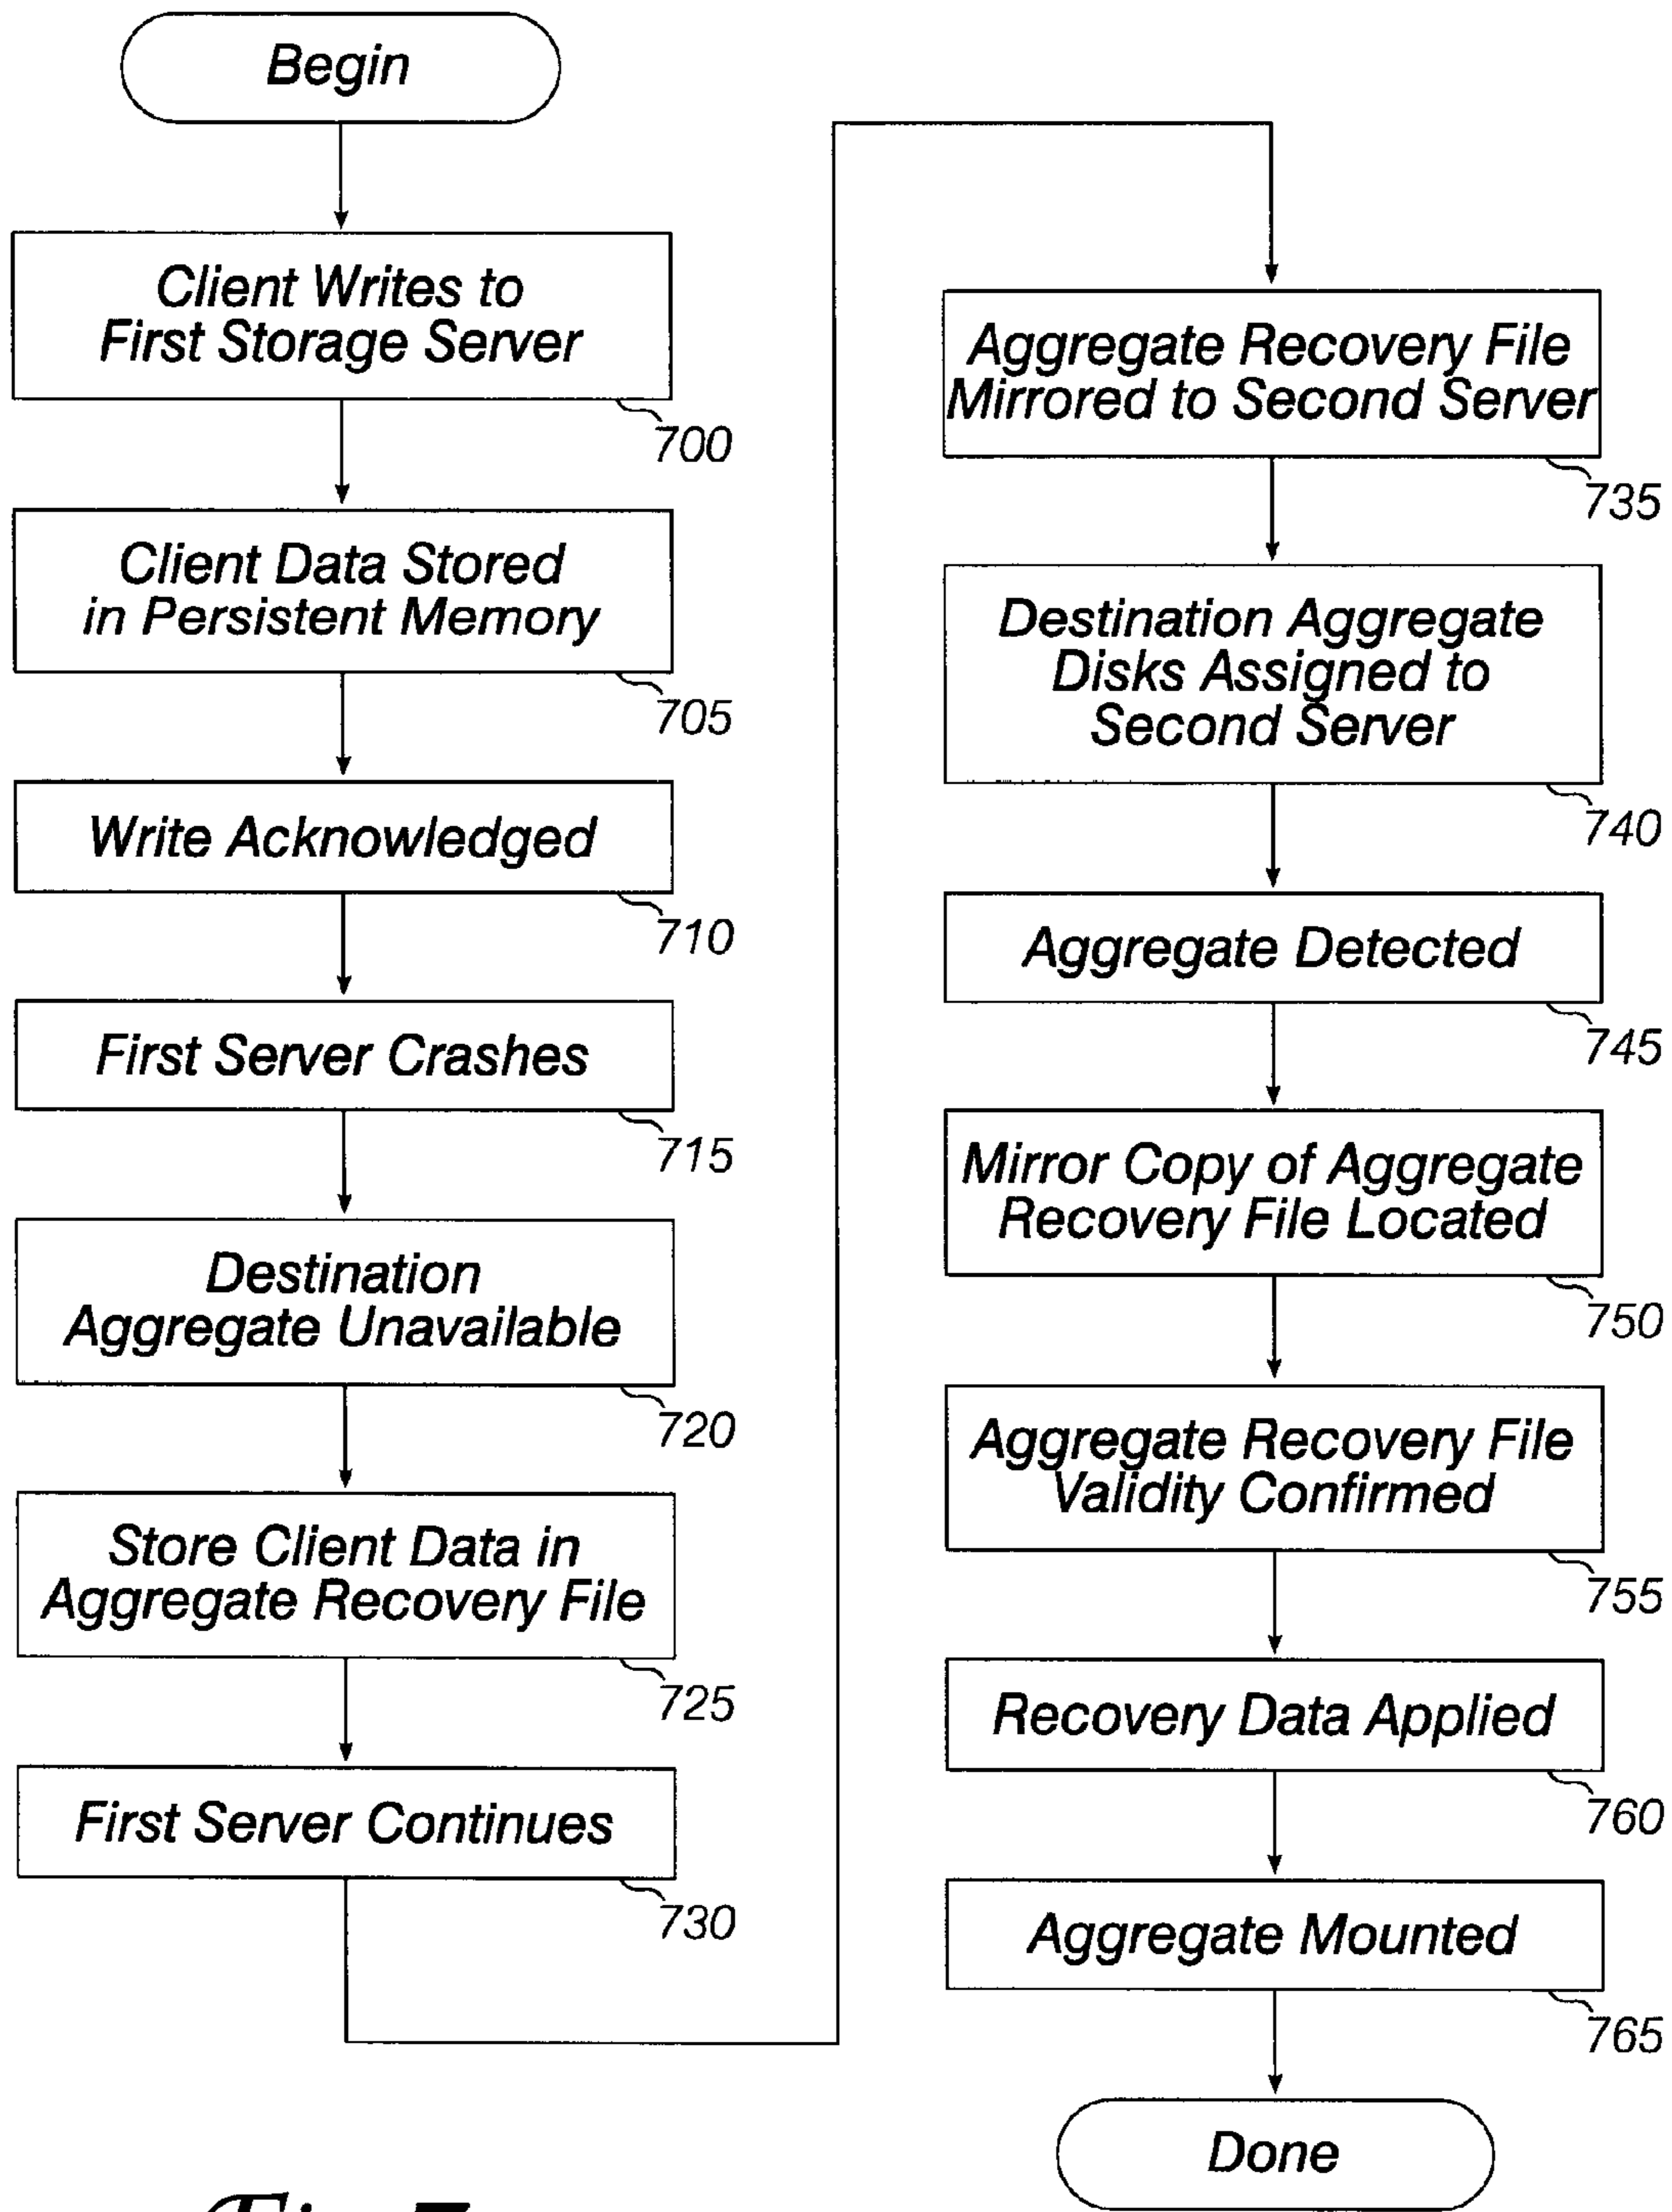 Begin
Client Writes to
First Storage Server
700
Client Data Stored
in Persistent Memory
705
Write Acknowledged
710
First Server Crashes
715
Destination
Aggregate Unavailable
720
Store Client Data in
Aggregate Recovery File
725
First Server Continues
730
Aggregate Recovery File
Mirrored to Second Server
735
Destination Aggregate
Disks Assigned to
Second Server
740
Aggregate Detected
745
Mirror Copy of Aggregate
Recovery File Located
750
Aggregate Recovery File
Validity Confirmed
755
Recovery Data Applied
760
Aggregate Mounted
765
Done